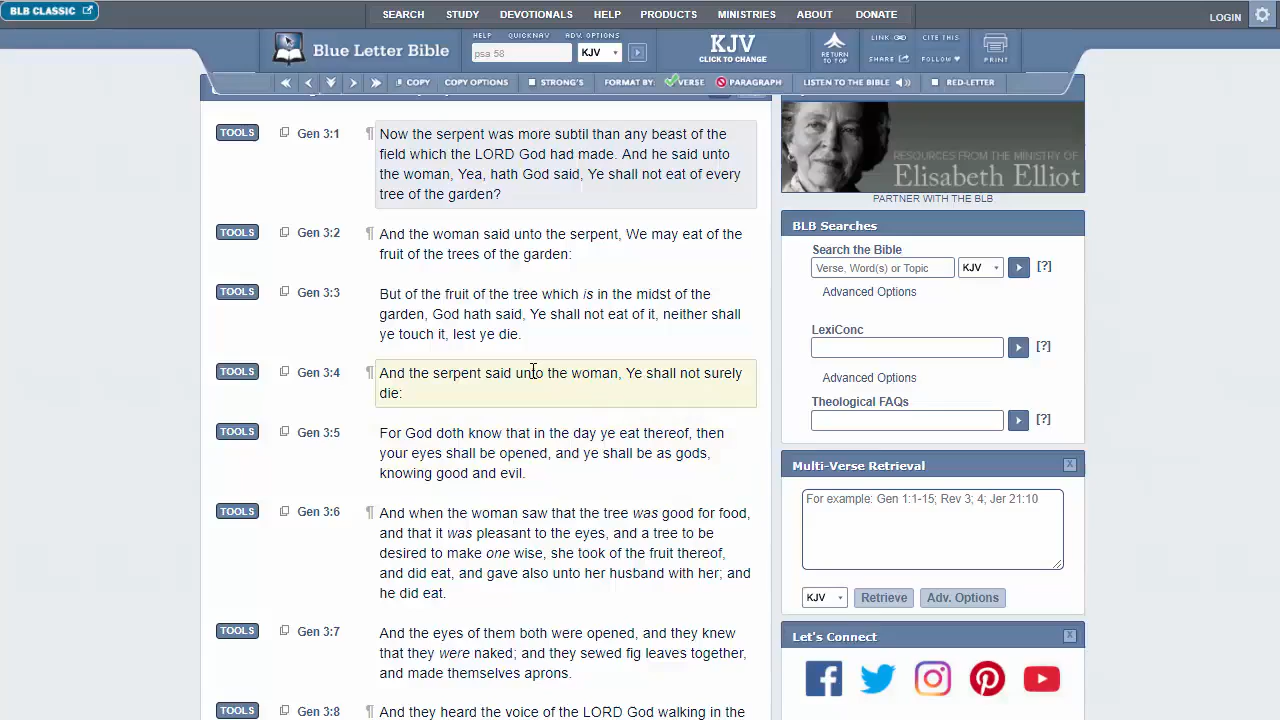 BLB CLASSIC
SEARCH STUDY DEVOTIONALS HELP PRODUCTS MINISTRIES ABOUT DONATE
LOGIN
Blue Letter Bible
HELP QUICKNAV ADV. OPTIONS
psa 58 KJV
KJV
CLICK TO CHANGE
RETURN
TO TOP
LINK CITE THIS
SHARE FOLLOW
PRINT
COPY COPY OPTIONS STRONG'S FORMAT BY: VERSE PARAGRAPH LISTEN TO THE BIBLE RED-LETTER
TOOLS Gen 3:1 ¶ Now the serpent was more subtil than any beast of the
field which the LORD God had made. And he said unto
the woman, Yea, hath God said, Ye shall not eat of every
tree of the garden?
TOOLS Gen 3:2 ¶ And the woman said unto the serpent, We may eat of the
fruit of the trees of the garden:
TOOLS Gen 3:3 But of the fruit of the tree which is in the midst of the
garden, God hath said, Ye shall not eat of it, neither shall
ye touch it, lest ye die.
TOOLS Gen 3:4 ¶ And the serpent said unto the woman, Ye shall not surely
die:
TOOLS Gen 3:5 For God doth know that in the day ye eat thereof, then
your eyes shall be opened, and ye shall be as gods,
knowing good and evil.
TOOLS Gen 3:6 ¶ And when the woman saw that the tree was good for food,
and that it was pleasant to the eyes, and a tree to be
desired to make one wise, she took of the fruit thereof,
and did eat, and gave also unto her husband with her; and
he did eat.
TOOLS Gen 3:7 And the eyes of them both were opened, and they knew
that they were naked; and they sewed fig leaves together,
and made themselves aprons.
TOOLS Gen 3:8 ¶ And they heard the voice of the LORD God walking in the
RESOURCES FROM THE MINISTRY OF
Elisabeth Elliot
PARTNER WITH THE BLB
BLB Searches
Search the Bible
Verse, Word(s) or Topic KJV [?]
Advanced Options
LexiConc
[?]
Advanced Options
Theological FAQs
[?]
Multi-Verse Retrieval X
For example: Gen 1:1-15; Rev 3; 4; Jer 21:10
KJV Retrieve Adv. Options
Let's Connect X